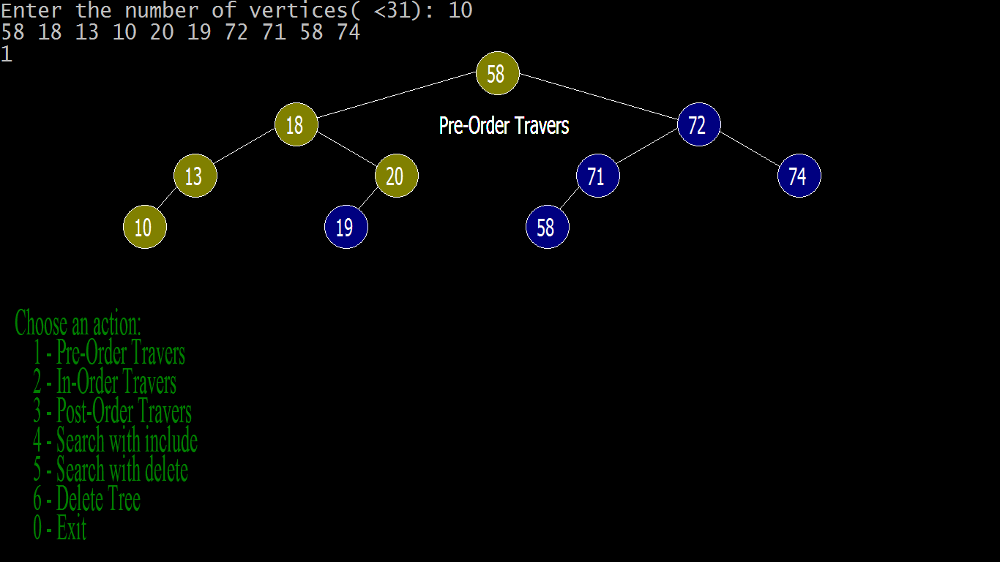 Enter the number of vertices( <31): 10
58 18 13 10 20 19 72 71 58 74
1
58
18
Pre-Order Travers
72
13
20
71
74
10
19
58
Choose an action:
1 - Pre-Order Travers
2 - In-Order Travers
3 - Post-Order Travers
4 - Search with include
5 - Search with delete
6 - Delete Tree
0 - Exit